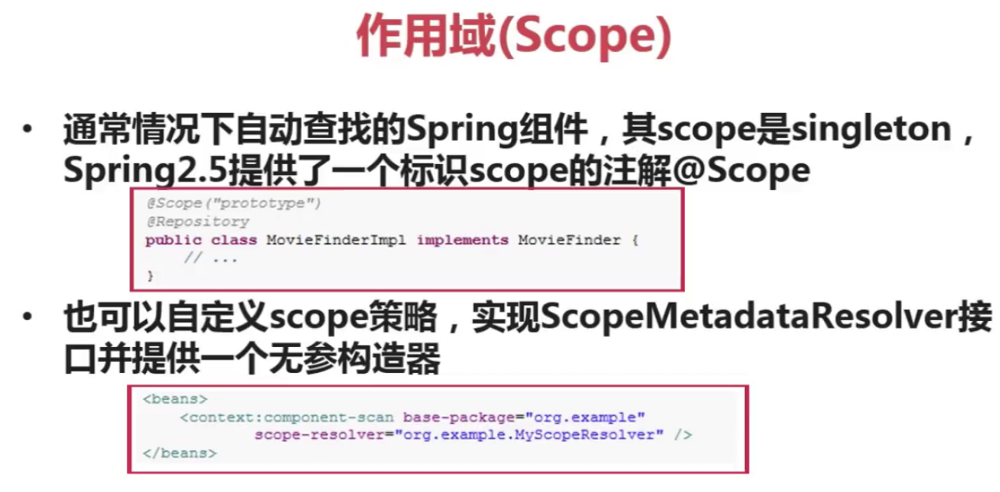 作用域(Scope)
• 通常情况下自动查找的Spring组件，其scope是singleton，
Spring2.5提供了一个标识scope的注解@Scope
@Scope("prototype")
@Repository
public class MovieFinderImpl implements MovieFinder {
// ...
}
• 也可以自定义scope策略，实现ScopeMetadataResolver接
口并提供一个无参构造器
<beans>
<context:component-scan base-package="org.example"
scope-resolver="org.example.MyScopeResolver" />
</beans>